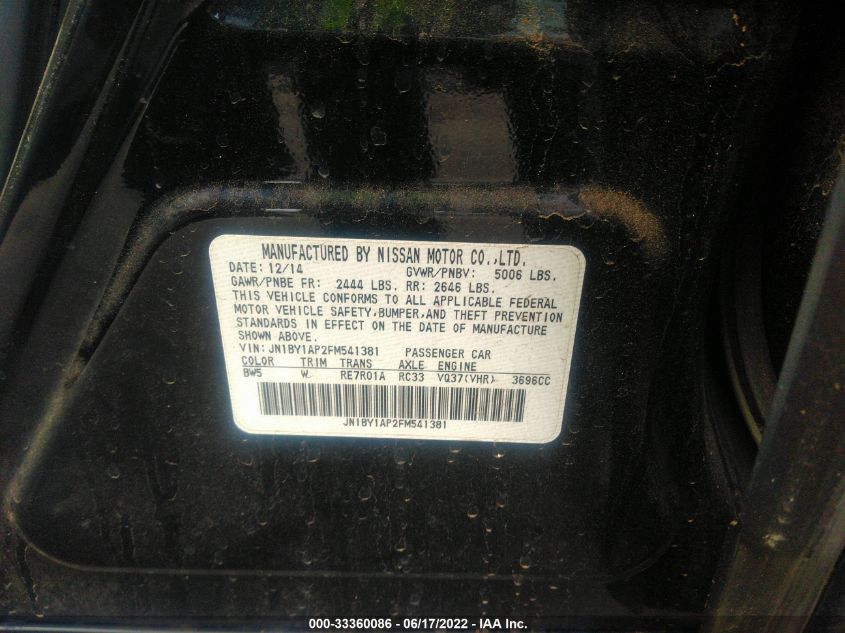 MANUFACTURED BY NISSAN MOTOR CO.,LTD.
DATE: 12/14 GVWR/PNBV: 5006 LBS.
GAWR/PNBE FR: 2444 LBS. RR: 2646 LBS.
THIS VEHICLE CONFORMS TO ALL APPLICABLE FEDERAL
MOTOR VEHICLE SAFETY,BUMPER,AND THEFT PREVENTION
STANDARDS IN EFFECT ON THE DATE OF MANUFACTURE
SHOWN ABOVE.
VIN: JN1BY1AP2FM541381 PASSENGER CAR
COLOR TRIM TRANS AXLE ENGINE
BW5 W RE7R01A RC33 VQ37(VHR) 3696CC
JN1BY1AP2FM541381
000-33360086 - 06/17/2022 - IAA Inc.